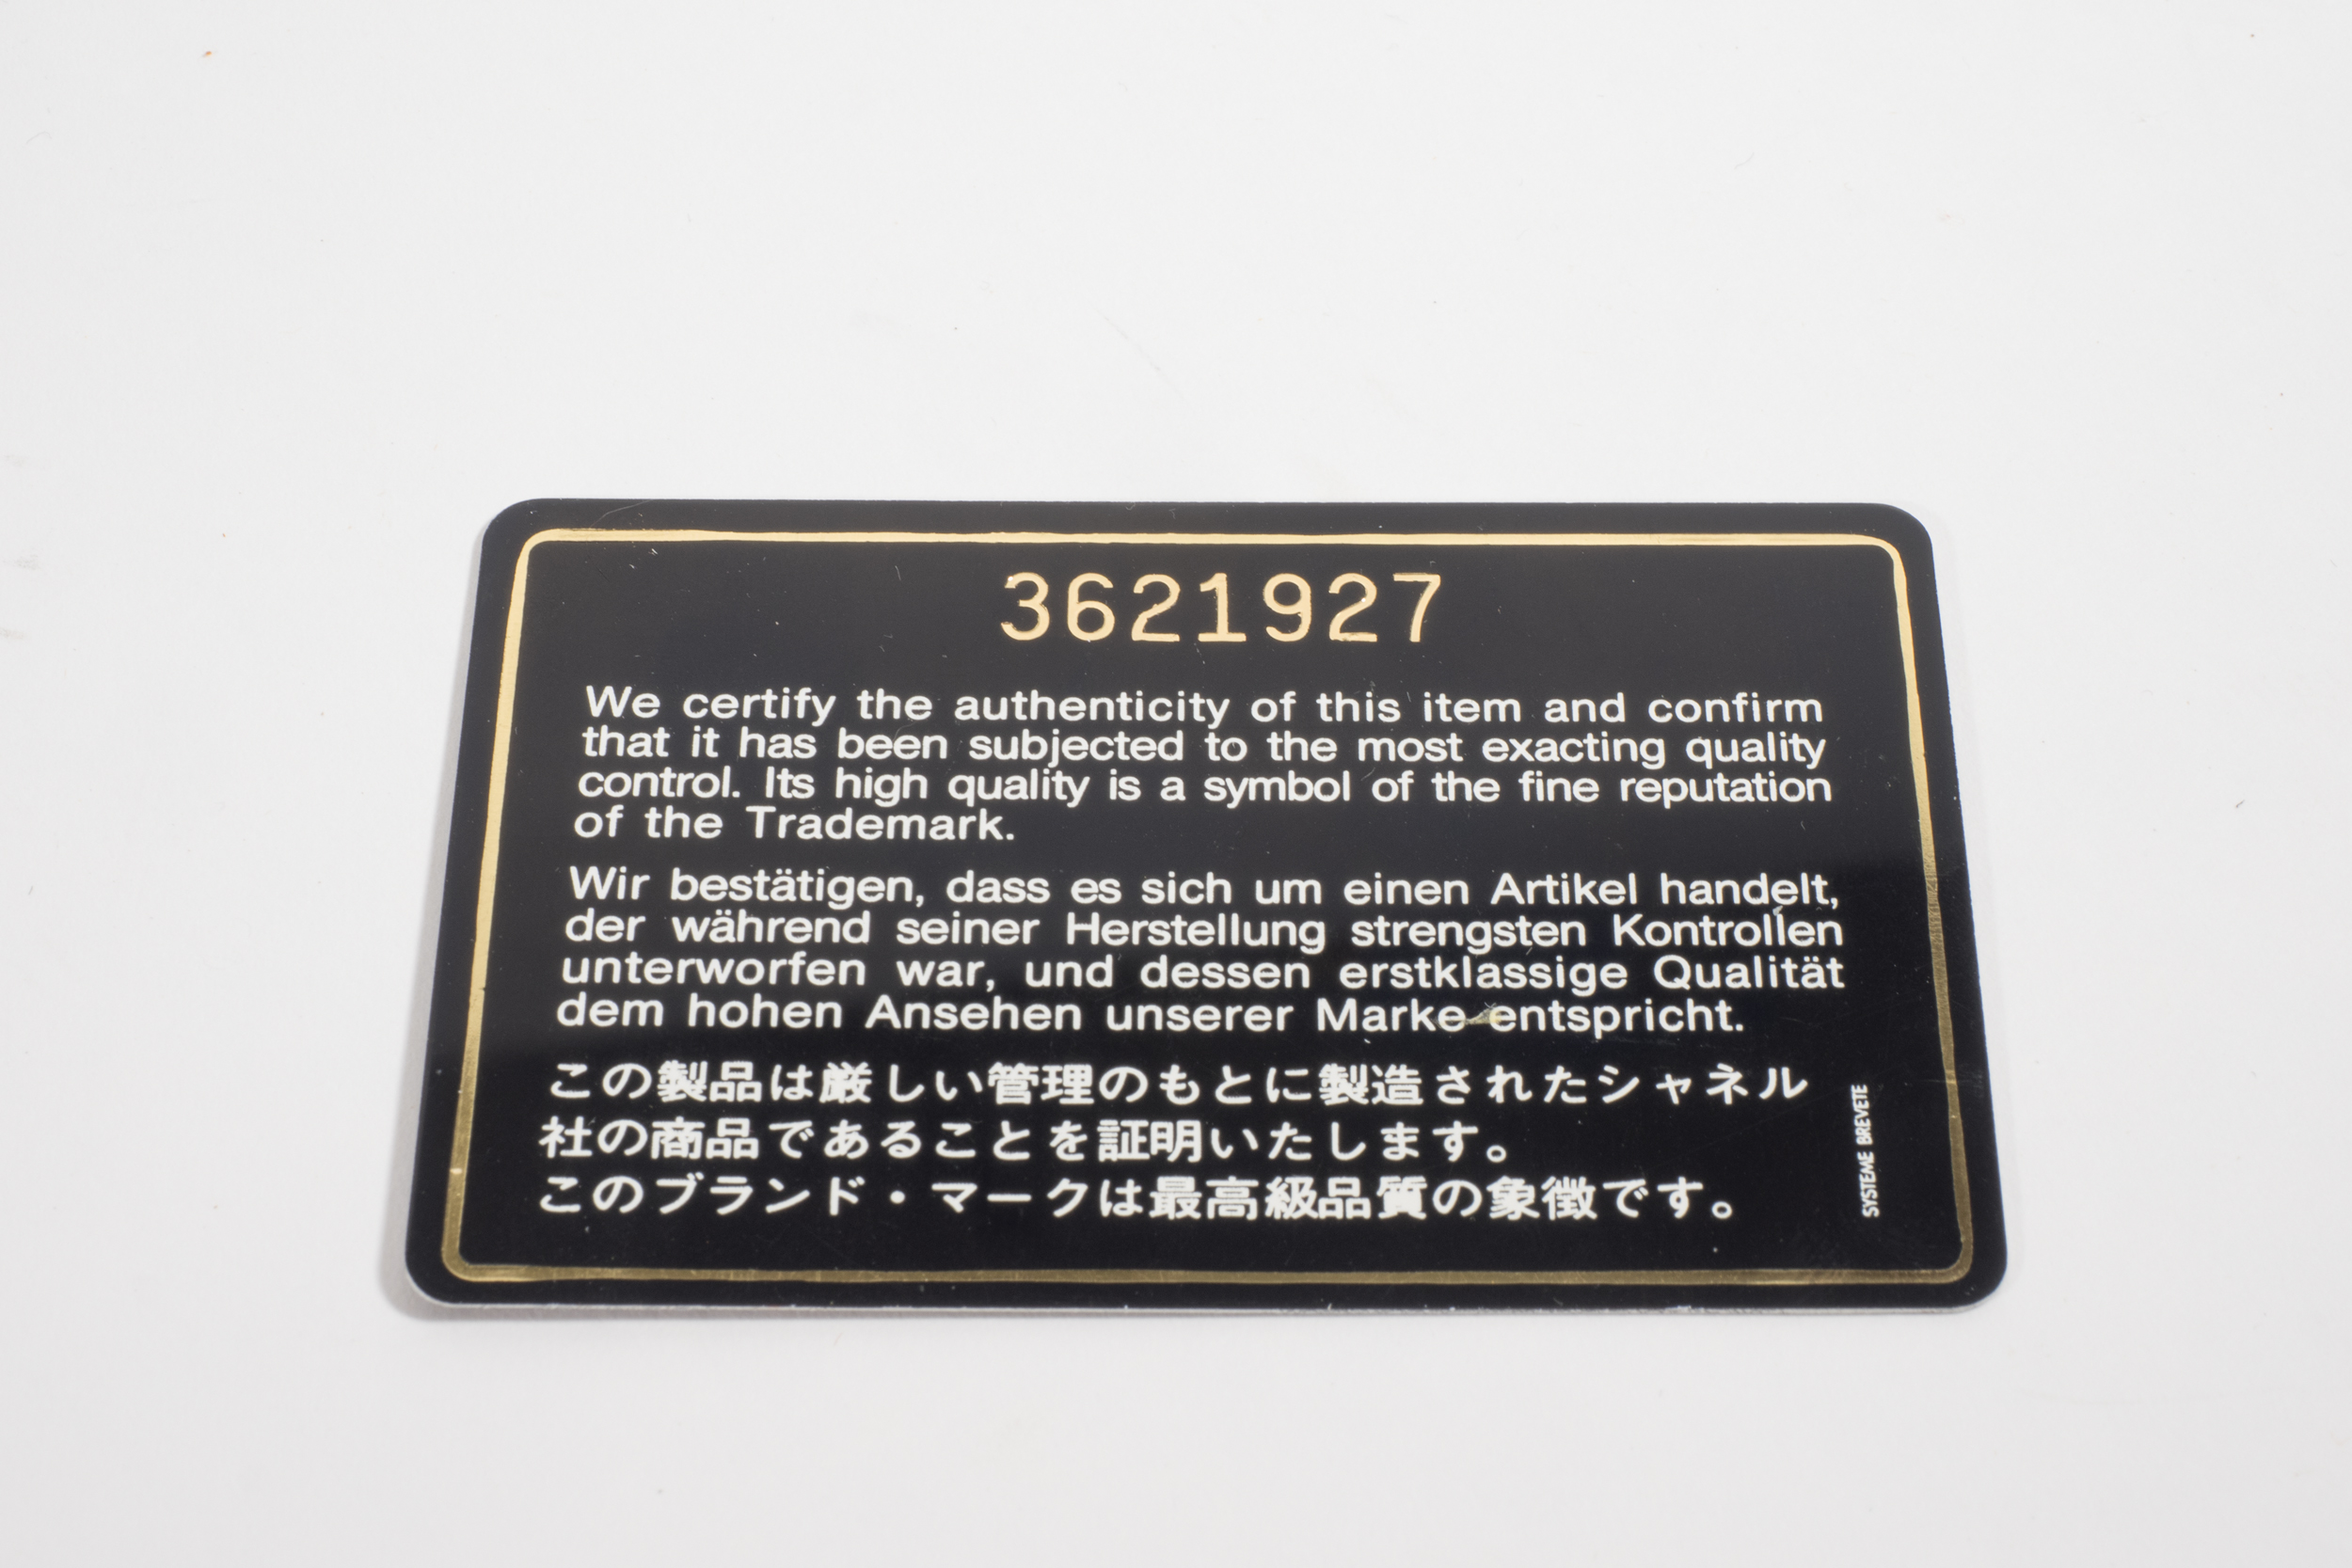 3621927
We certify the authenticity of this item and confirm
that it has been subjected to the most exacting quality
control. Its high quality is a symbol of the fine reputation
of the Trademark.
Wir bestätigen, dass es sich um einen Artikel handelt,
der während seiner Herstellung strengsten Kontrollen
unterworfen war, und dessen erstklassige Qualität
dem hohen Ansehen unserer Marke entspricht.
この製品は厳しい管理のもとに製造されたシャネル
社の商品であることを証明いたします。
このブランド・マークは最高級品質の象徴です。
SYSTEME BREVETE